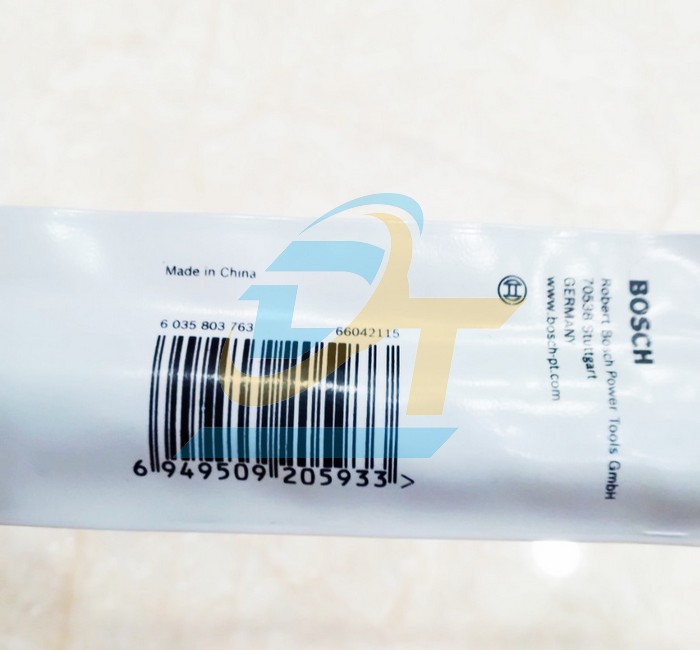 Made in China
6 035 803 763
66042115
6 949509 205933 >
BOSCH
Robert Bosch Power Tools GmbH
70538 Stuttgart
GERMANY
www.bosch-pt.com
DT